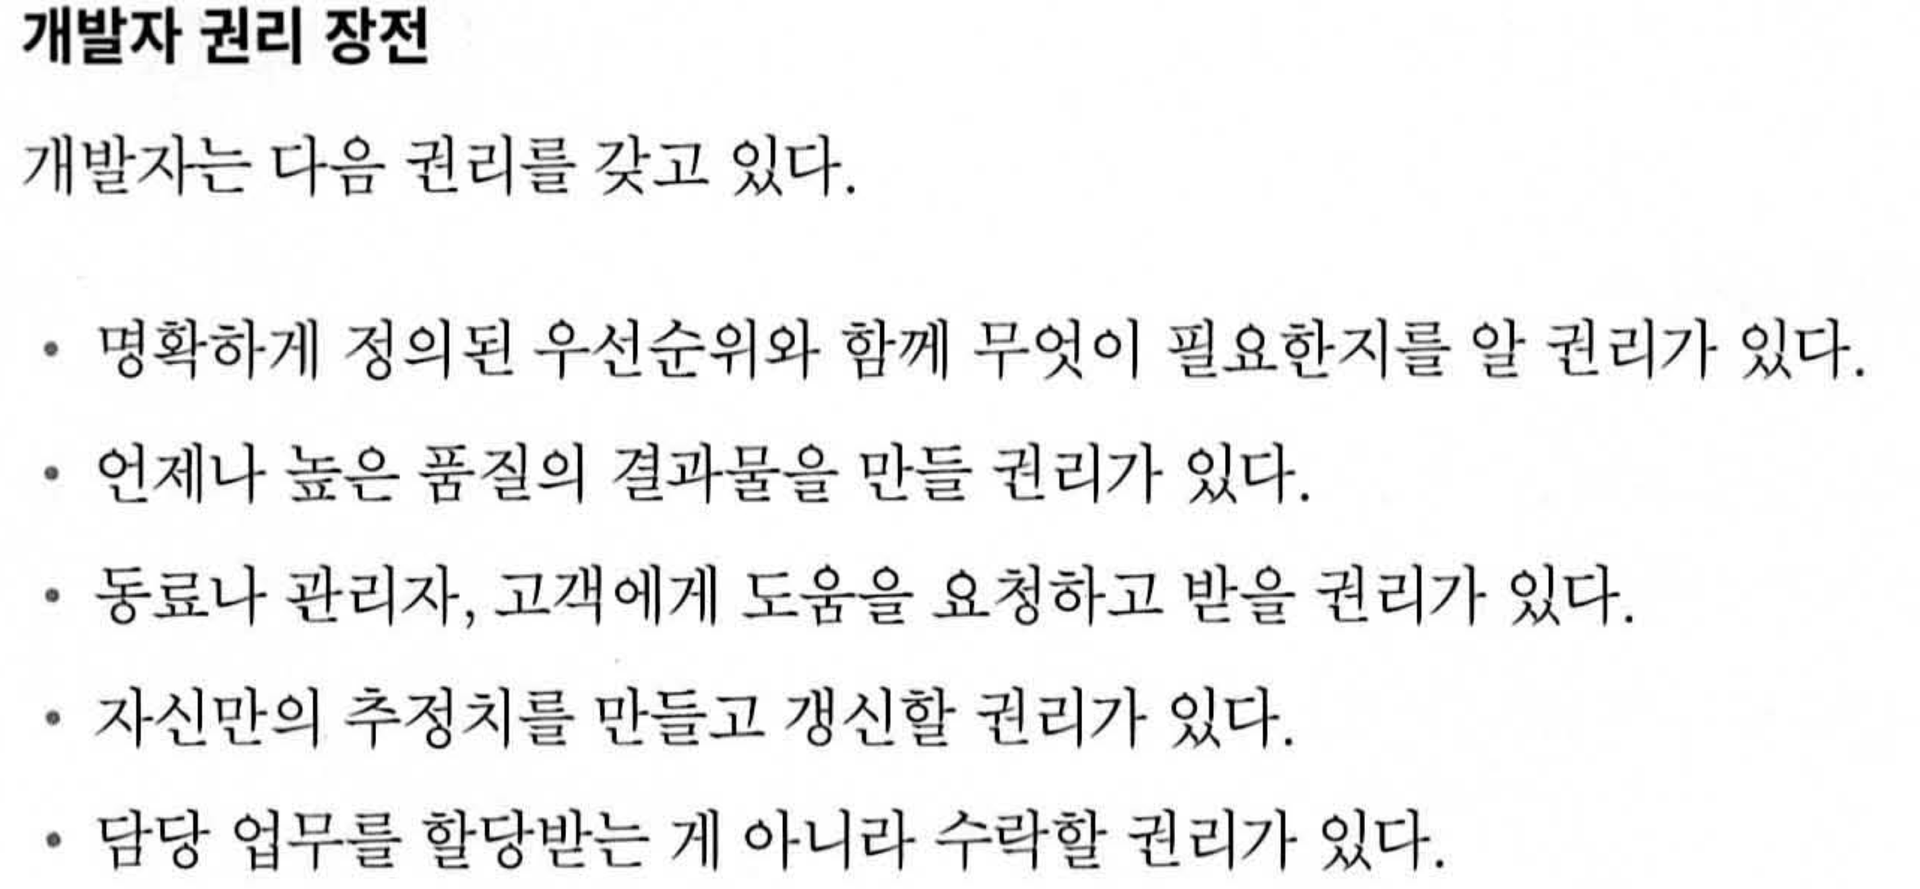 개발자 권리 장전
개발자는 다음 권리를 갖고 있다.
• 명확하게 정의된 우선순위와 함께 무엇이 필요한지를 알 권리가 있다.
• 언제나 높은 품질의 결과물을 만들 권리가 있다.
• 동료나 관리자, 고객에게 도움을 요청하고 받을 권리가 있다.
• 자신만의 추정치를 만들고 갱신할 권리가 있다.
• 담당 업무를 할당받는 게 아니라 수락할 권리가 있다.